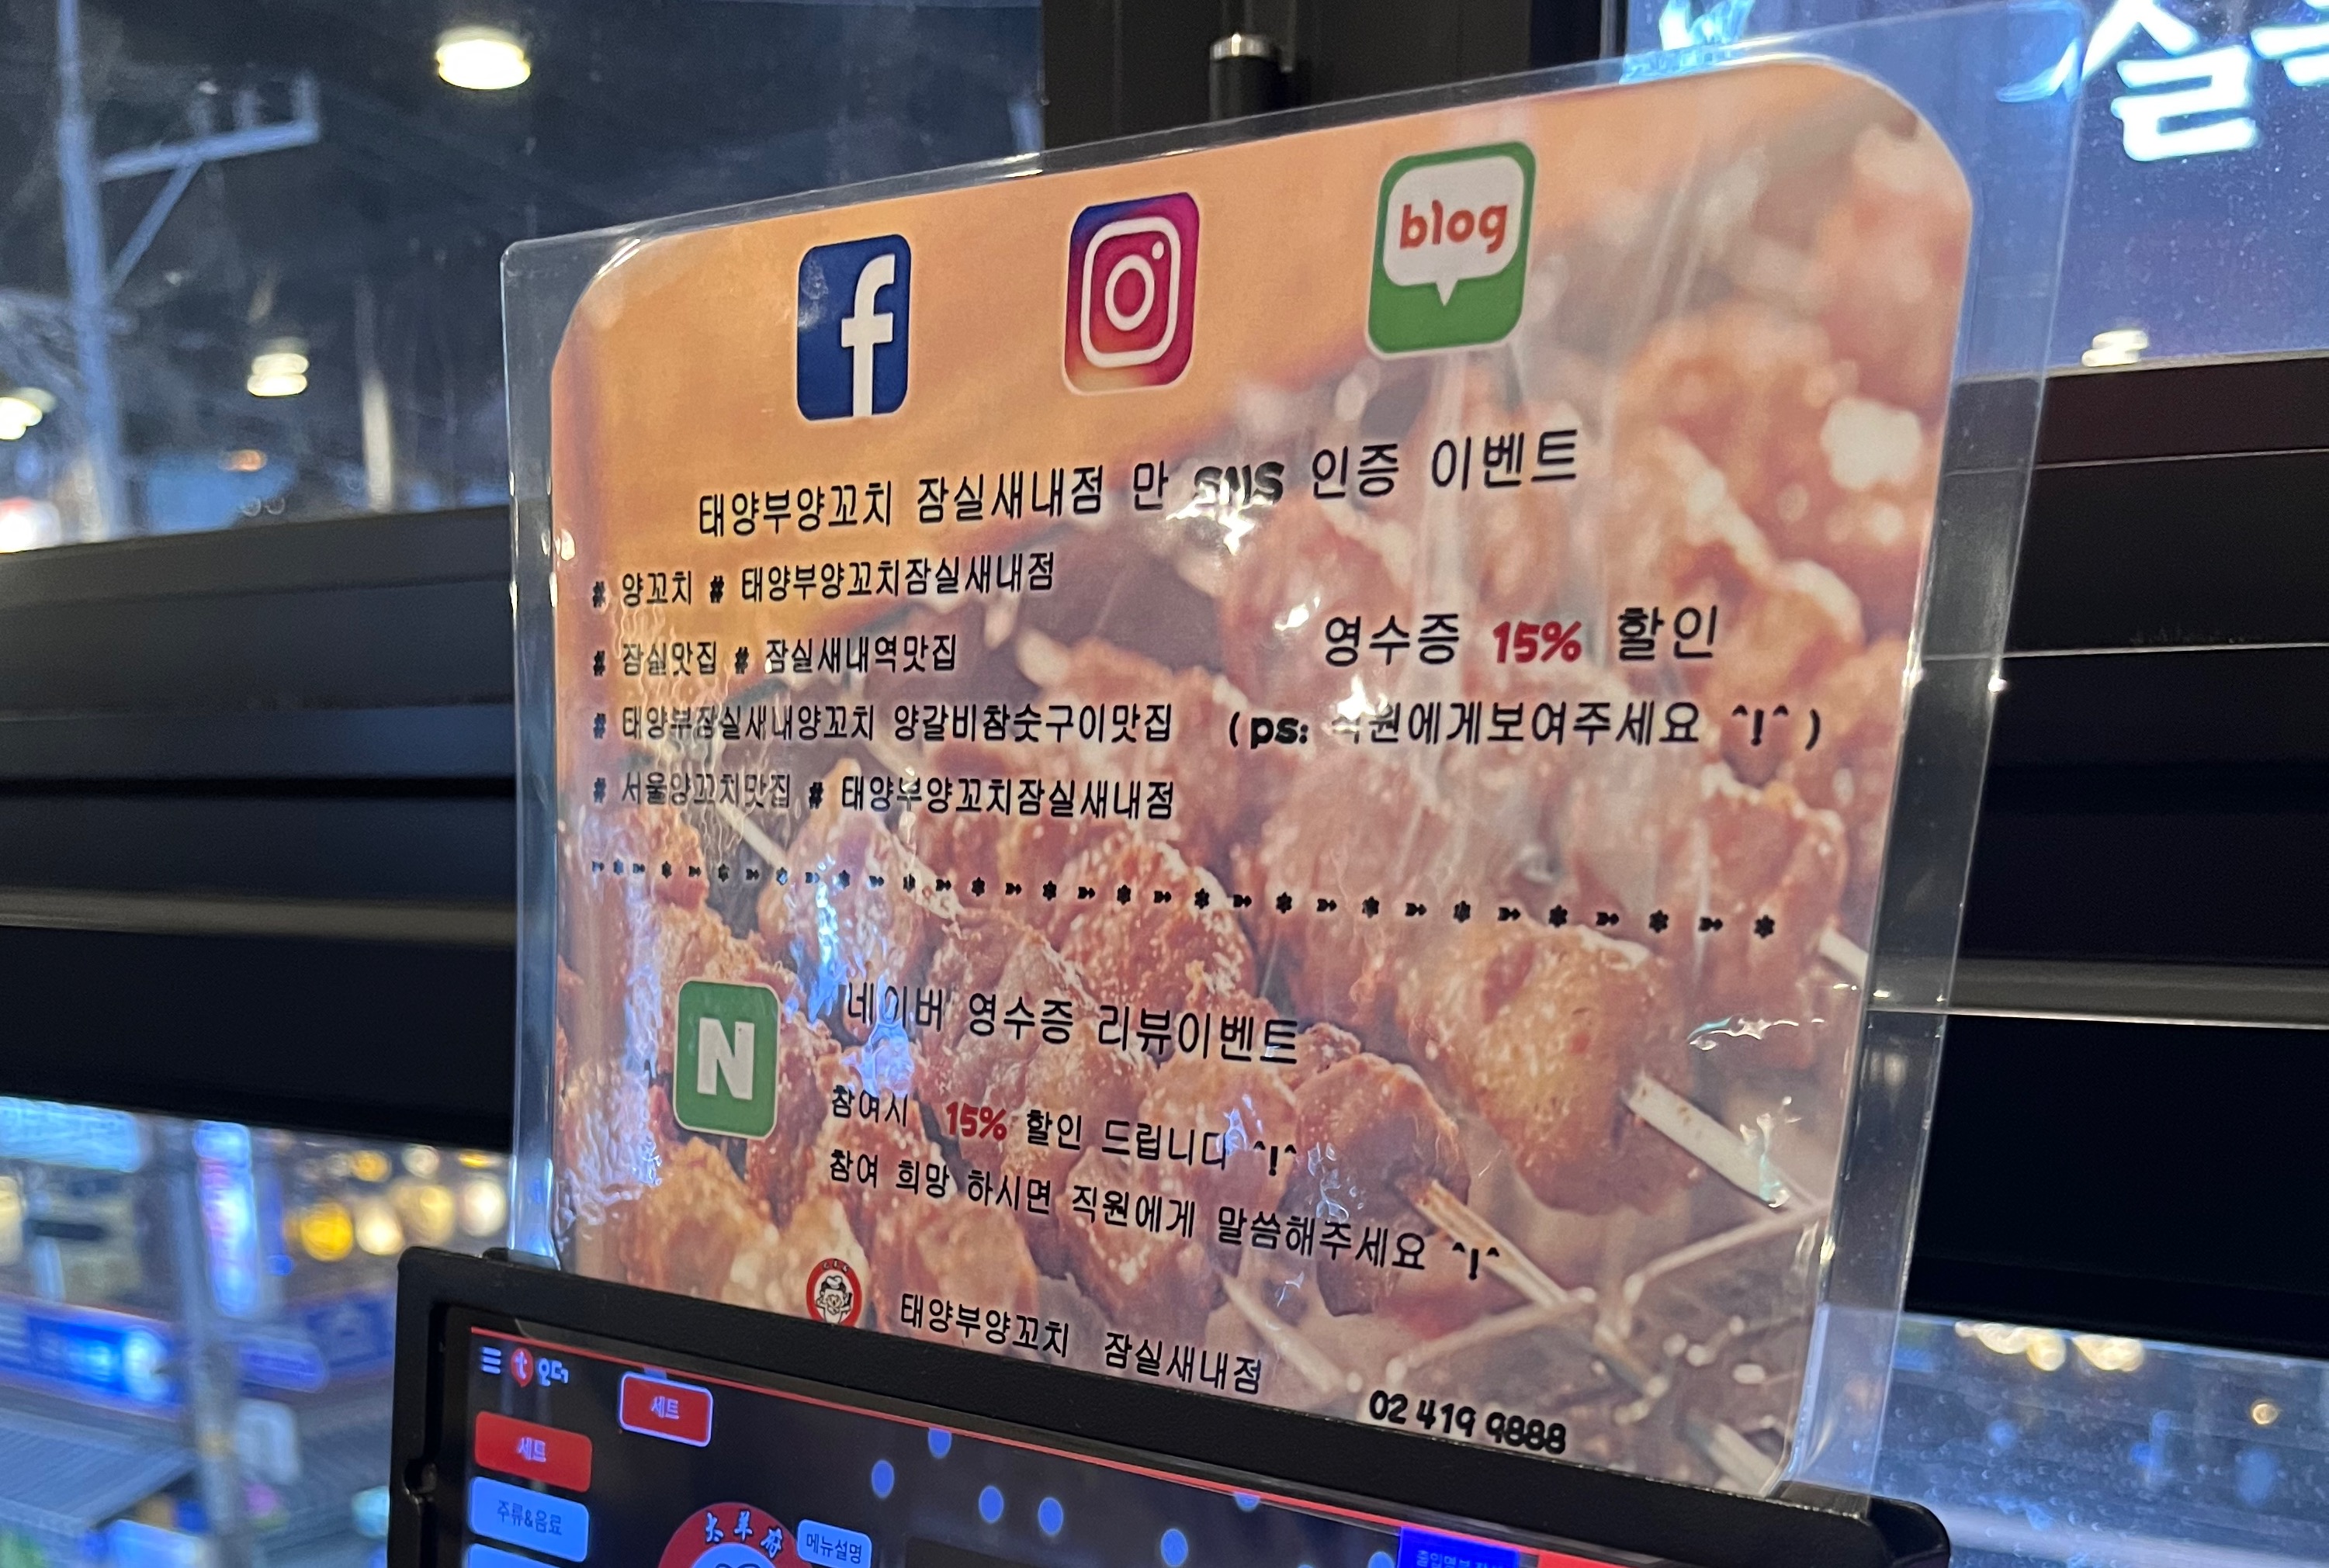 blog
태양부양꼬치 잠실새내점 만 SNS 인증 이벤트
# 양꼬치 # 태양부양꼬치잠실새내점
# 잠실맛집 # 잠실새내역맛집
# 태양부잠실새내양꼬치 양갈비참숯구이맛집
# 서울양꼬치맛집 # 태양부양꼬치잠실새내점
영수증 15% 할인
(ps: 직원에게보여주세요 ^!^)
N
네이버 영수증 리뷰이벤트
참여시 15% 할인 드립니다 ^!^
참여 희망 하시면 직원에게 말씀해주세요 ^!^
태양부양꼬치 잠실새내점
02 419 9888
t 오더
세트
세트
주류&음료
메뉴설명